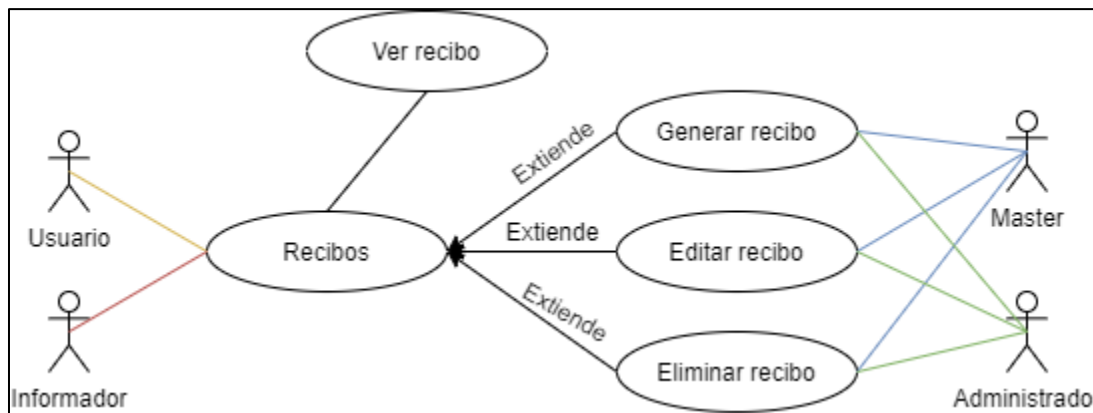 Ver recibo
Generar recibo
Extiende
Usuario
Master
Recibos
Extiende
Editar recibo
Extiende
Eliminar recibo
Informador
Administrado